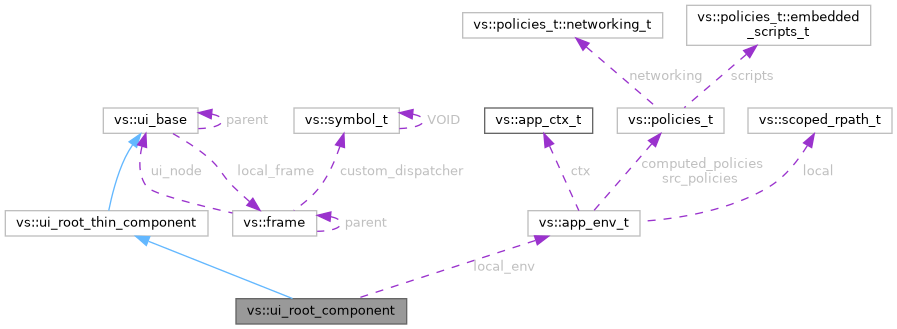 vs::policies_t::networking_t
vs::policies_t::embedded
_scripts_t
networking
scripts
vs::ui_base
parent
vs::symbol_t
VOID
vs::app_ctx_t
vs::policies_t
vs::scoped_rpath_t
ui_node
local_frame
custom_dispatcher
ctx
computed_policies
src_policies
local
vs::ui_root_thin_component
vs::frame
parent
vs::app_env_t
local_env
vs::ui_root_component